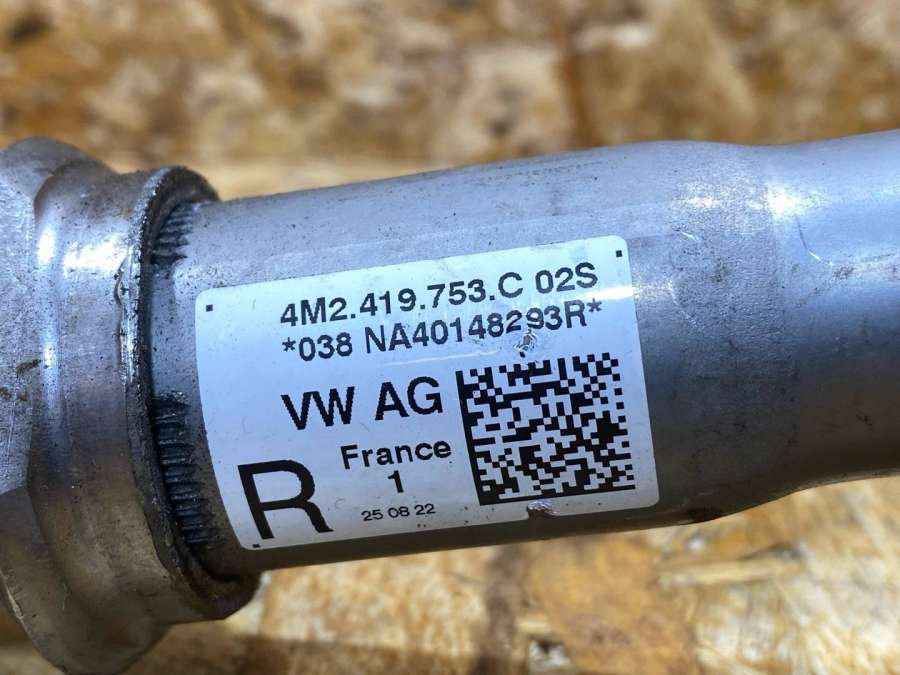 4M2.419.753.C 02S
*038 NA40148293R*
VW AG
France
1
R
25 08 22